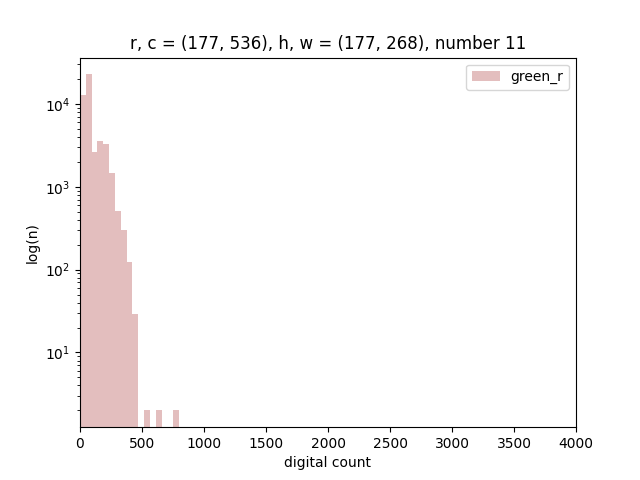 r, c = (177, 536), h, w = (177, 268), number 11
green_r
10⁴
10³
10²
10¹
log(n)
0 500 1000 1500 2000 2500 3000 3500 4000
digital count